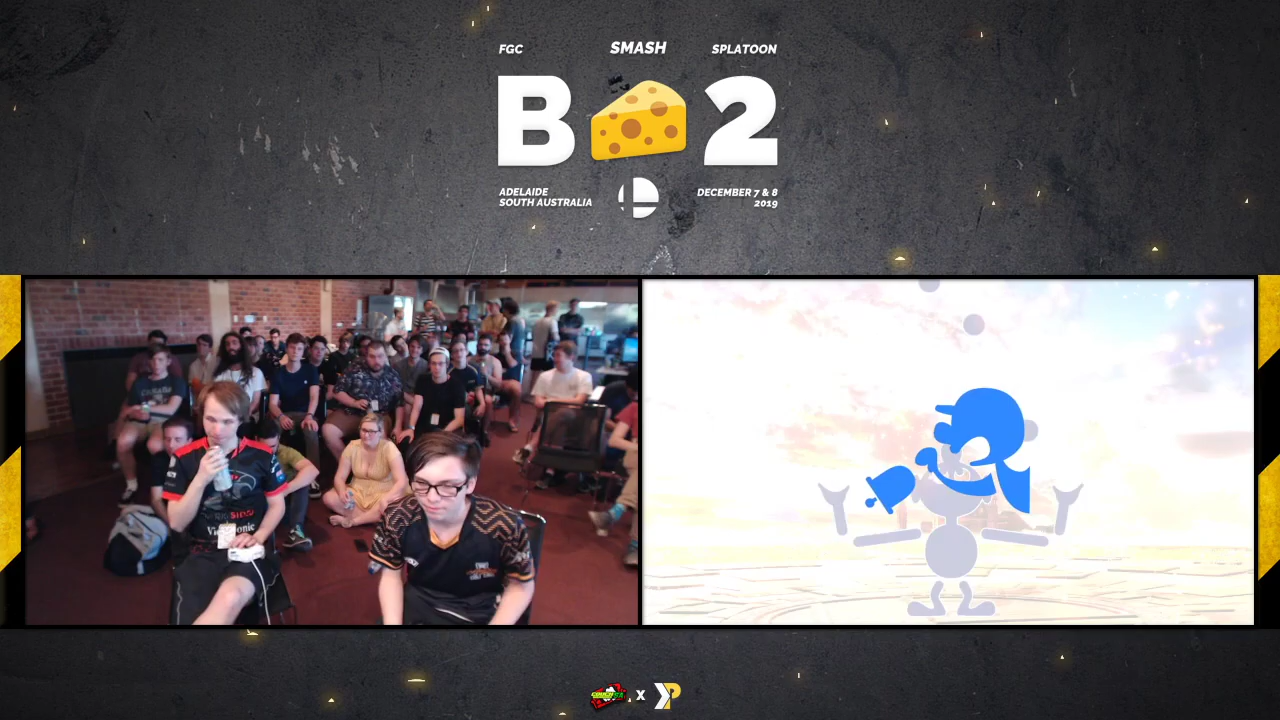 FGC
SMASH
SPLATOON
B 2
ADELAIDE
SOUTH AUSTRALIA
DECEMBER 7 & 8
2019
X